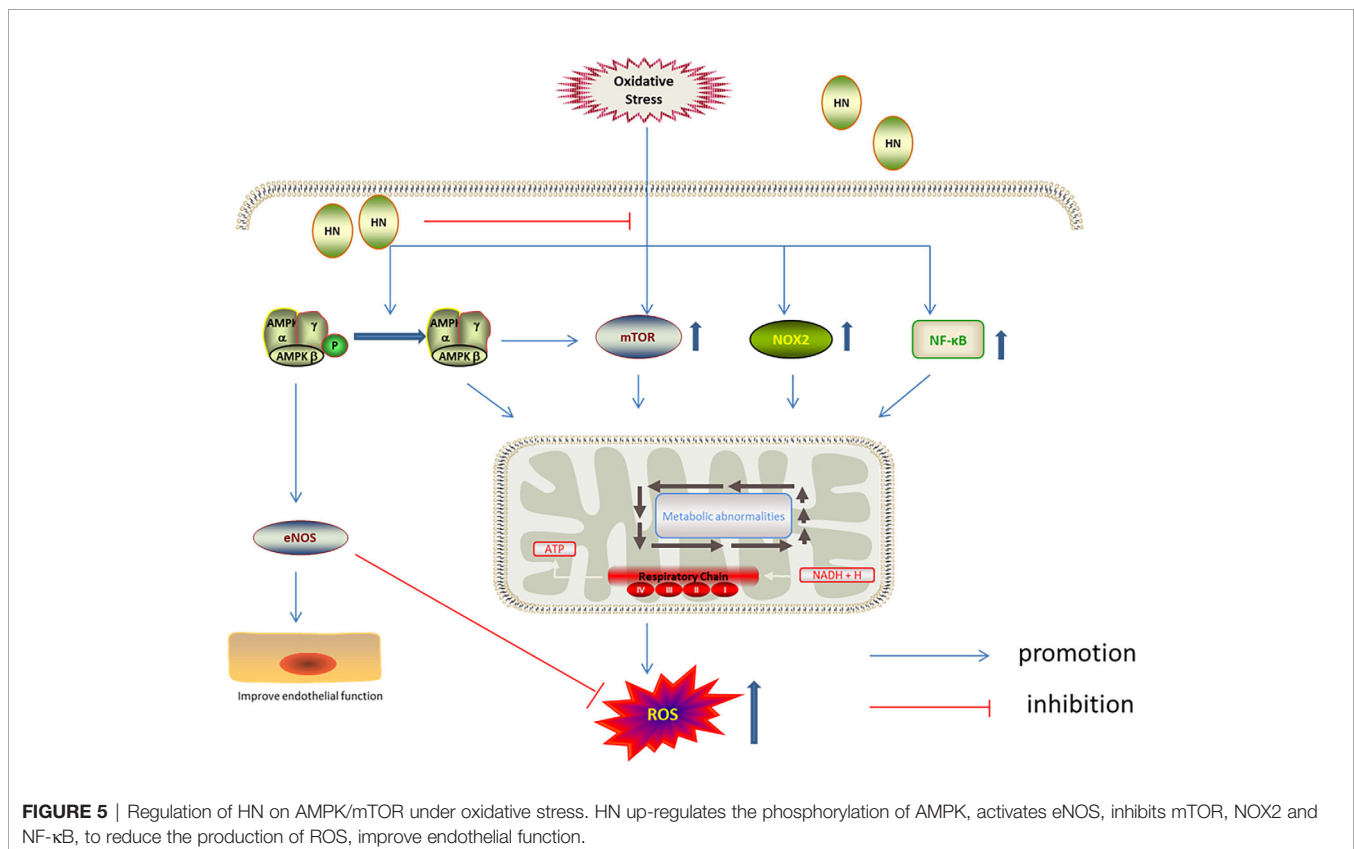 Oxidative
Stress
HN
HN
HN
HN
AMPK
α
γ
P
AMPK β
AMPK
α
γ
AMPK β
mTOR
NOX2
NF-κB
Metabolic abnormalities
ATP
Respiratory Chain
NADH + H
IV
III
II
I
eNOS
Improve endothelial function
ROS
promotion
inhibition
FIGURE 5 | Regulation of HN on AMPK/mTOR under oxidative stress. HN up-regulates the phosphorylation of AMPK, activates eNOS, inhibits mTOR, NOX2 and
NF-κB, to reduce the production of ROS, improve endothelial function.